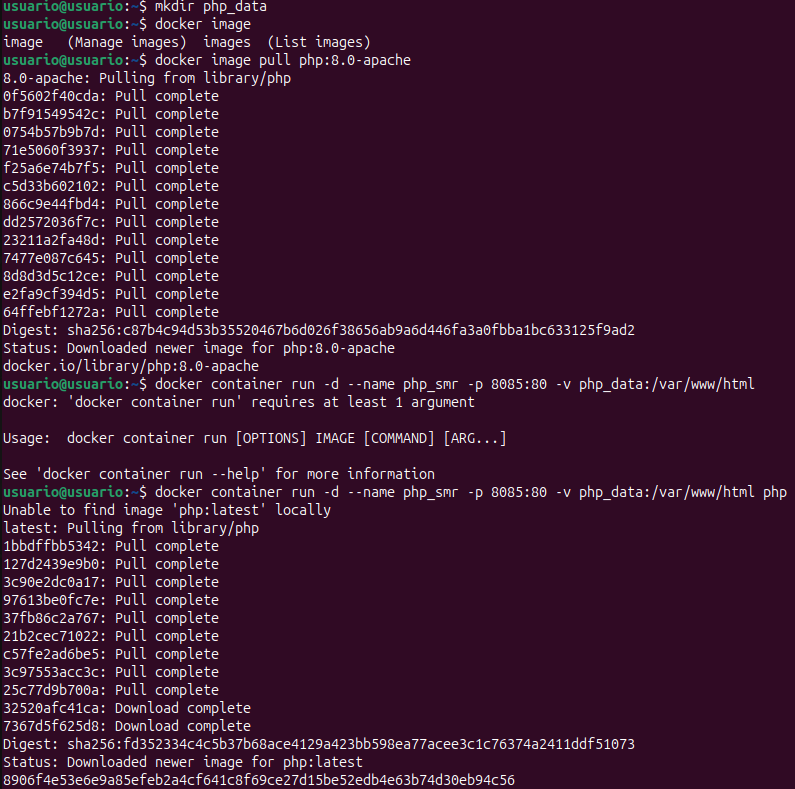 usuario@usuario:~$ mkdir php_data
usuario@usuario:~$ docker image
image   (Manage images)  images  (List images)
usuario@usuario:~$ docker image pull php:8.0-apache
8.0-apache: Pulling from library/php
0f5602f40cda: Pull complete
b7f91549542c: Pull complete
0754b57b9b7d: Pull complete
71e5060f3937: Pull complete
f25a6e74b7f5: Pull complete
c5d33b602102: Pull complete
866c9e44fbd4: Pull complete
dd2572036f7c: Pull complete
23211a2fa48d: Pull complete
7477e087c645: Pull complete
8d8d3d5c12ce: Pull complete
e2fa9cf394d5: Pull complete
64ffebf1272a: Pull complete
Digest: sha256:c87b4c94d53b35520467b6d026f38656ab9a6d446fa3a0fbba1bc633125f9ad2
Status: Downloaded newer image for php:8.0-apache
docker.io/library/php:8.0-apache
usuario@usuario:~$ docker container run -d --name php_smr -p 8085:80 -v php_data:/var/www/html
docker: 'docker container run' requires at least 1 argument

Usage:  docker container run [OPTIONS] IMAGE [COMMAND] [ARG...]

See 'docker container run --help' for more information
usuario@usuario:~$ docker container run -d --name php_smr -p 8085:80 -v php_data:/var/www/html php
Unable to find image 'php:latest' locally
latest: Pulling from library/php
1bbdffbb5342: Pull complete
127d2439e9b0: Pull complete
3c90e2dc0a17: Pull complete
97613be0fc7e: Pull complete
37fb86c2a767: Pull complete
21b2cec71022: Pull complete
c57fe2ad6be5: Pull complete
3c97553acc3c: Pull complete
25c77d9b700a: Pull complete
32520afc41ca: Download complete
7367d5f625d8: Download complete
Digest: sha256:fd352334c4c5b37b68ace4129a423bb598ea77acee3c1c76374a2411ddf51073
Status: Downloaded newer image for php:latest
8906f4e53e6e9a85efeb2a4cf641c8f69ce27d15be52edb4e63b74d30eb94c56